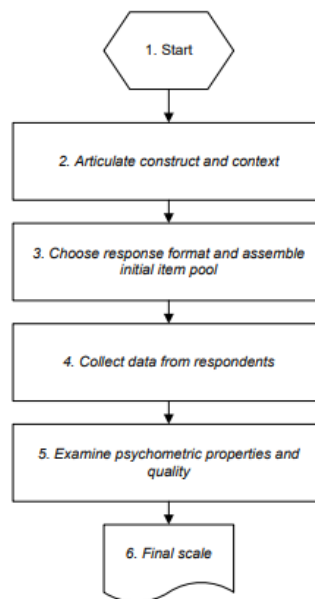 1. Start
2. Articulate construct and context
3. Choose response format and assemble
initial item pool
4. Collect data from respondents
5. Examine psychometric properties and
quality
6. Final scale